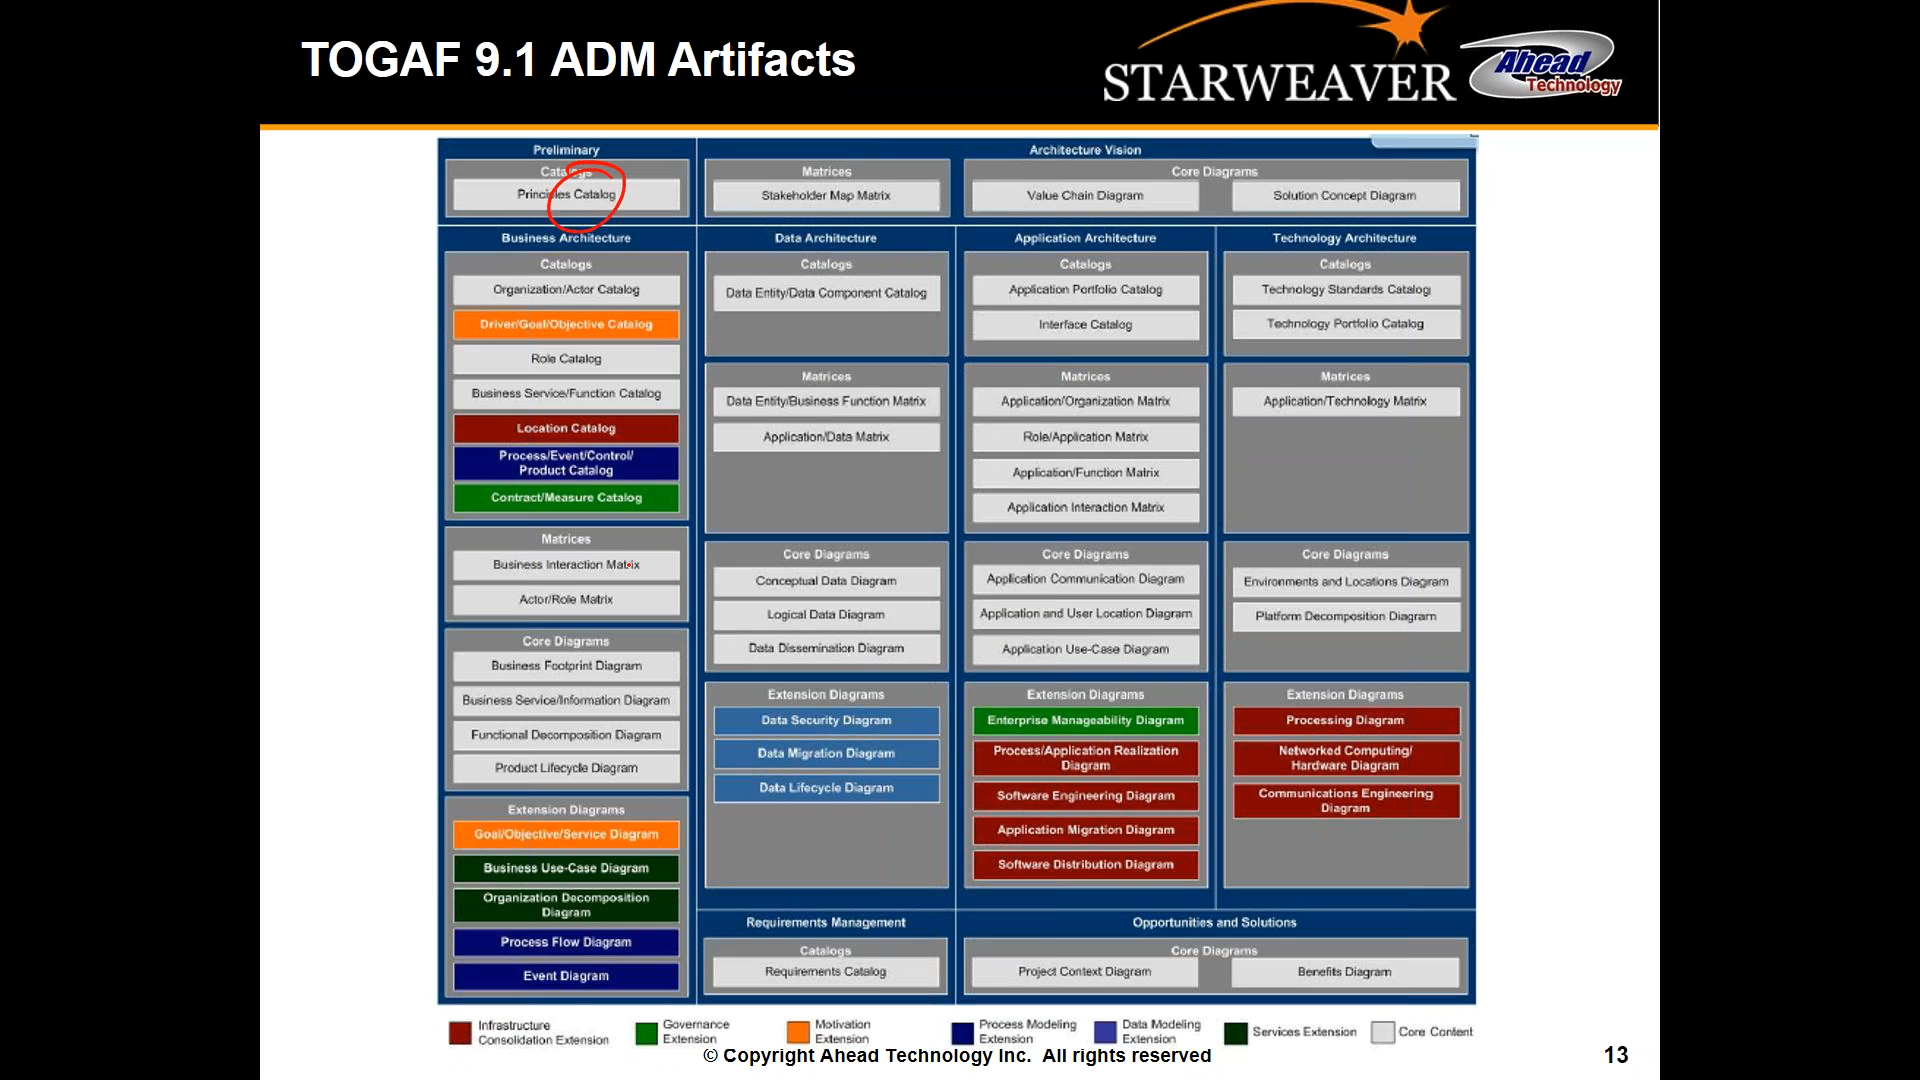 TOGAF 9.1 ADM Artifacts
STARWEAVER
Ahead
Technology
Preliminary
Catalogs
Principles Catalog
Architecture Vision
Matrices
Stakeholder Map Matrix
Core Diagrams
Value Chain Diagram
Solution Concept Diagram
Business Architecture
Catalogs
Organization/Actor Catalog
Driver/Goal/Objective Catalog
Role Catalog
Business Service/Function Catalog
Location Catalog
Process/Event/Control/
Product Catalog
Contract/Measure Catalog
Matrices
Business Interaction Matrix
Actor/Role Matrix
Core Diagrams
Business Footprint Diagram
Business Service/Information Diagram
Functional Decomposition Diagram
Product Lifecycle Diagram
Extension Diagrams
Goal/Objective/Service Diagram
Business Use-Case Diagram
Organization Decomposition
Diagram
Process Flow Diagram
Event Diagram
Data Architecture
Catalogs
Data Entity/Data Component Catalog
Matrices
Data Entity/Business Function Matrix
Application/Data Matrix
Core Diagrams
Conceptual Data Diagram
Logical Data Diagram
Data Dissemination Diagram
Extension Diagrams
Data Security Diagram
Data Migration Diagram
Data Lifecycle Diagram
Application Architecture
Catalogs
Application Portfolio Catalog
Interface Catalog
Matrices
Application/Organization Matrix
Role/Application Matrix
Application/Function Matrix
Application Interaction Matrix
Core Diagrams
Application Communication Diagram
Application and User Location Diagram
Application Use-Case Diagram
Extension Diagrams
Enterprise Manageability Diagram
Process/Application Realization
Diagram
Software Engineering Diagram
Application Migration Diagram
Software Distribution Diagram
Technology Architecture
Catalogs
Technology Standards Catalog
Technology Portfolio Catalog
Matrices
Application/Technology Matrix
Core Diagrams
Environments and Locations Diagram
Platform Decomposition Diagram
Extension Diagrams
Processing Diagram
Networked Computing/
Hardware Diagram
Communications Engineering
Diagram
Requirements Management
Catalogs
Requirements Catalog
Opportunities and Solutions
Core Diagrams
Project Context Diagram
Benefits Diagram
Infrastructure
Consolidation Extension
Governance
Extension
Motivation
Extension
Process Modeling
Extension
Data Modeling
Extension
Services Extension
Core Content
© Copyright Ahead Technology Inc. All rights reserved
13